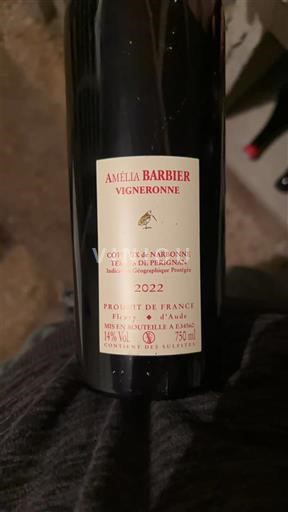 AMÉLIA BARBIER
VIGNERONNE
COTEAUX de NARBONNE
TERRES DE PERIGNAN
Indication Géographique Protégée
2022
PRODUIT DE FRANCE
Fleury ◆ d'Aude
MIS EN BOUTEILLE A E34562
14% Vol. 750 ml
CONTIENT DES SULFITES